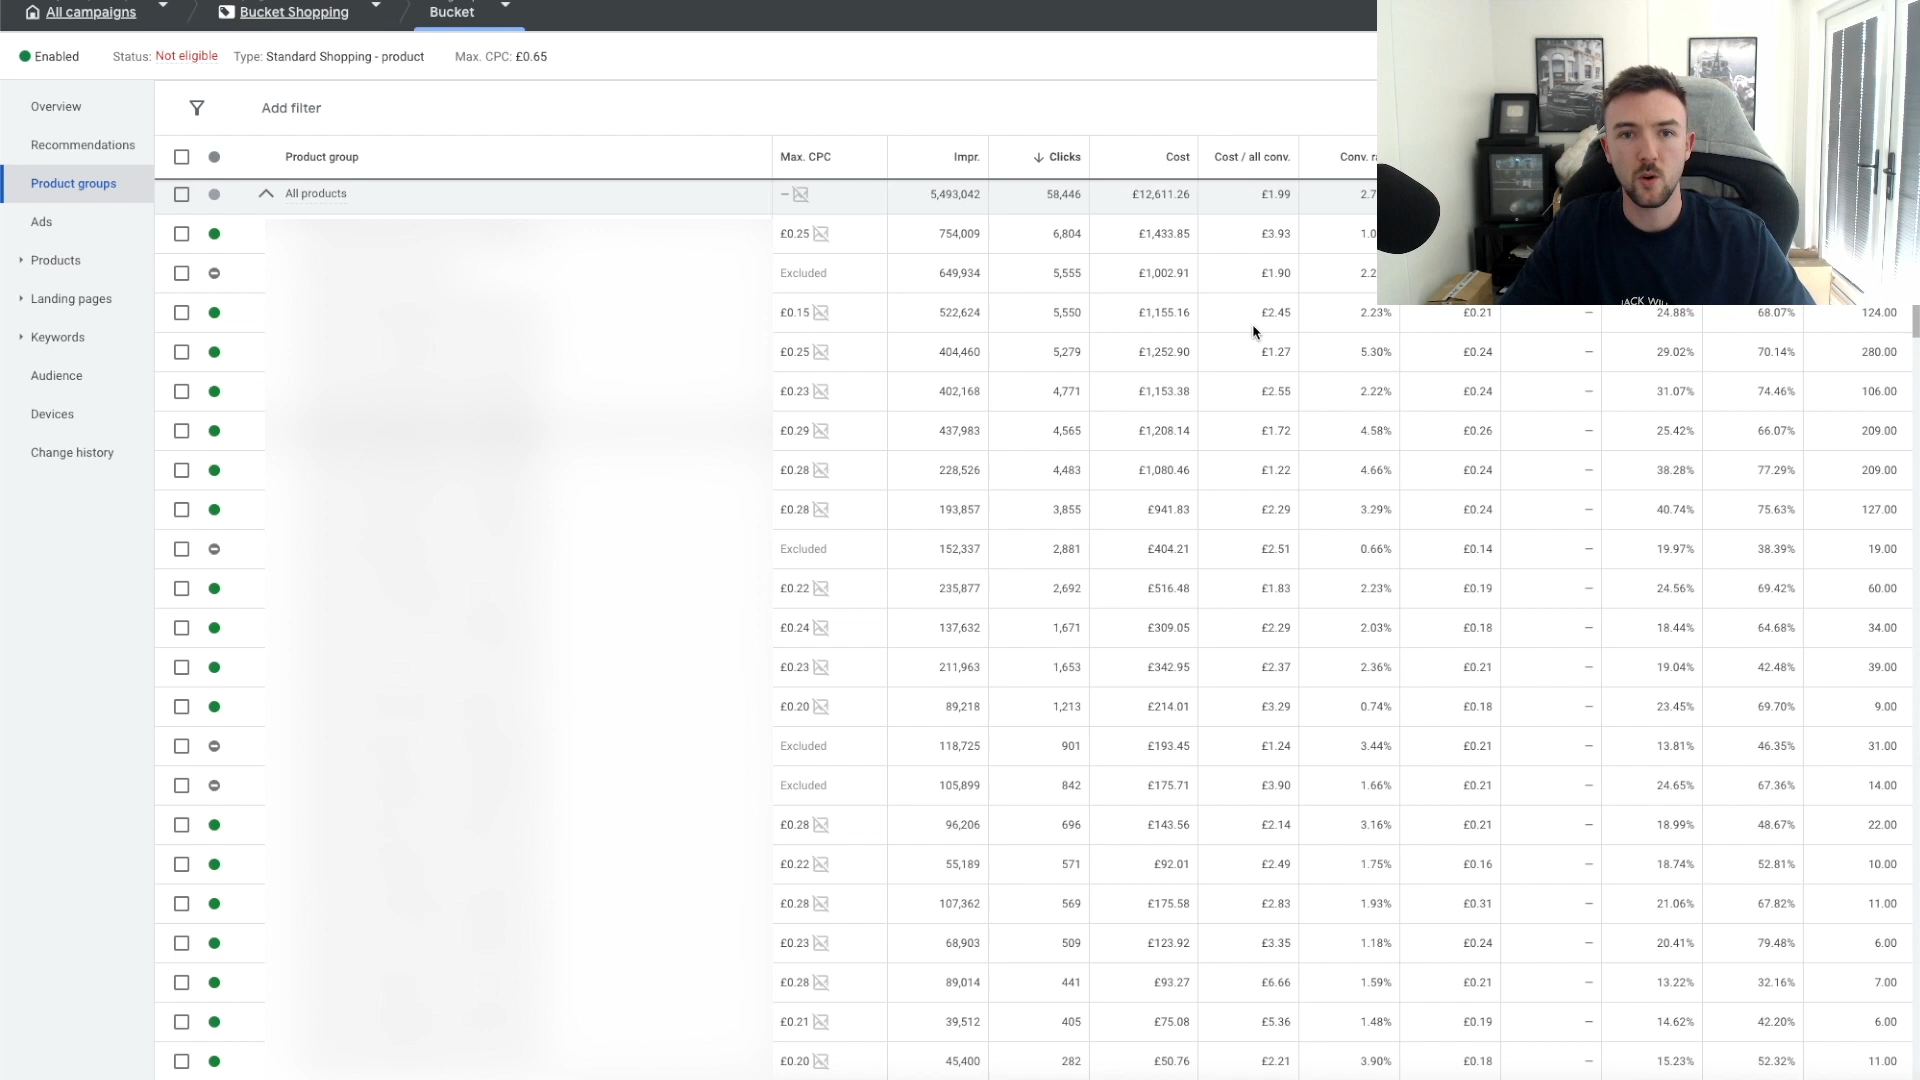 All campaigns Bucket Shopping Bucket
Enabled Status: Not eligible Type: Standard Shopping - product Max. CPC: £0.65
Overview
Recommendations
Product groups
Ads
Products
Landing pages
Keywords
Audience
Devices
Change history
Add filter
Product group Max. CPC Impr. Clicks Cost Cost / all conv. Conv.
All products – 5,493,042 58,446 £12,611.26 £1.99
£0.25 754,009 6,804 £1,433.85 £3.93
Excluded 649,934 5,555 £1,002.91 £1.90
JACK
£0.15 522,624 5,550 £1,155.16 £2.45 2.23% £0.21 – 24.88% 68.07% 124.00
£0.25 404,460 5,279 £1,252.90 £1.27 5.30% £0.24 – 29.02% 70.14% 280.00
£0.23 402,168 4,771 £1,153.38 £2.55 2.22% £0.24 – 31.07% 74.46% 106.00
£0.29 437,983 4,565 £1,208.14 £1.72 4.58% £0.26 – 25.42% 66.07% 209.00
£0.28 228,526 4,483 £1,080.46 £1.22 4.66% £0.24 – 38.28% 77.29% 209.00
£0.28 193,857 3,855 £941.83 £2.29 3.29% £0.24 – 40.74% 75.63% 127.00
Excluded 152,337 2,881 £404.21 £2.51 0.66% £0.14 – 19.97% 38.39% 19.00
£0.22 235,877 2,692 £516.48 £1.83 2.23% £0.19 – 24.56% 69.42% 60.00
£0.24 137,632 1,671 £309.05 £2.29 2.03% £0.18 – 18.44% 64.68% 34.00
£0.23 211,963 1,653 £342.95 £2.37 2.36% £0.21 – 19.04% 42.48% 39.00
£0.20 89,218 1,213 £214.01 £3.29 0.74% £0.18 – 23.45% 69.70% 9.00
Excluded 118,725 901 £193.45 £1.24 3.44% £0.21 – 13.81% 46.35% 31.00
Excluded 105,899 842 £175.71 £3.90 1.66% £0.21 – 24.65% 67.36% 14.00
£0.28 96,206 696 £143.56 £2.14 3.16% £0.21 – 18.99% 48.67% 22.00
£0.22 55,189 571 £92.01 £2.49 1.75% £0.16 – 18.74% 52.81% 10.00
£0.28 107,362 569 £175.58 £2.83 1.93% £0.31 – 21.06% 67.82% 11.00
£0.23 68,903 509 £123.92 £3.35 1.18% £0.24 – 20.41% 79.48% 6.00
£0.28 89,014 441 £93.27 £6.66 1.59% £0.21 – 13.22% 32.16% 7.00
£0.21 39,512 405 £75.08 £5.36 1.48% £0.19 – 14.62% 42.20% 6.00
£0.20 45,400 282 £50.76 £2.21 3.90% £0.18 – 15.23% 52.32% 11.00